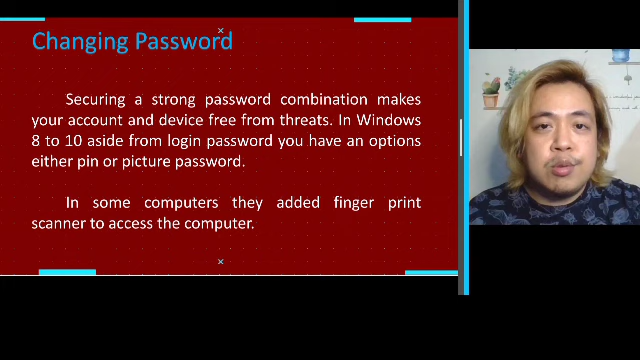 Changing Password
Securing a strong password combination makes
your account and device free from threats. In Windows
8 to 10 aside from login password you have an options
either pin or picture password.
In some computers they added finger print
scanner to access the computer.